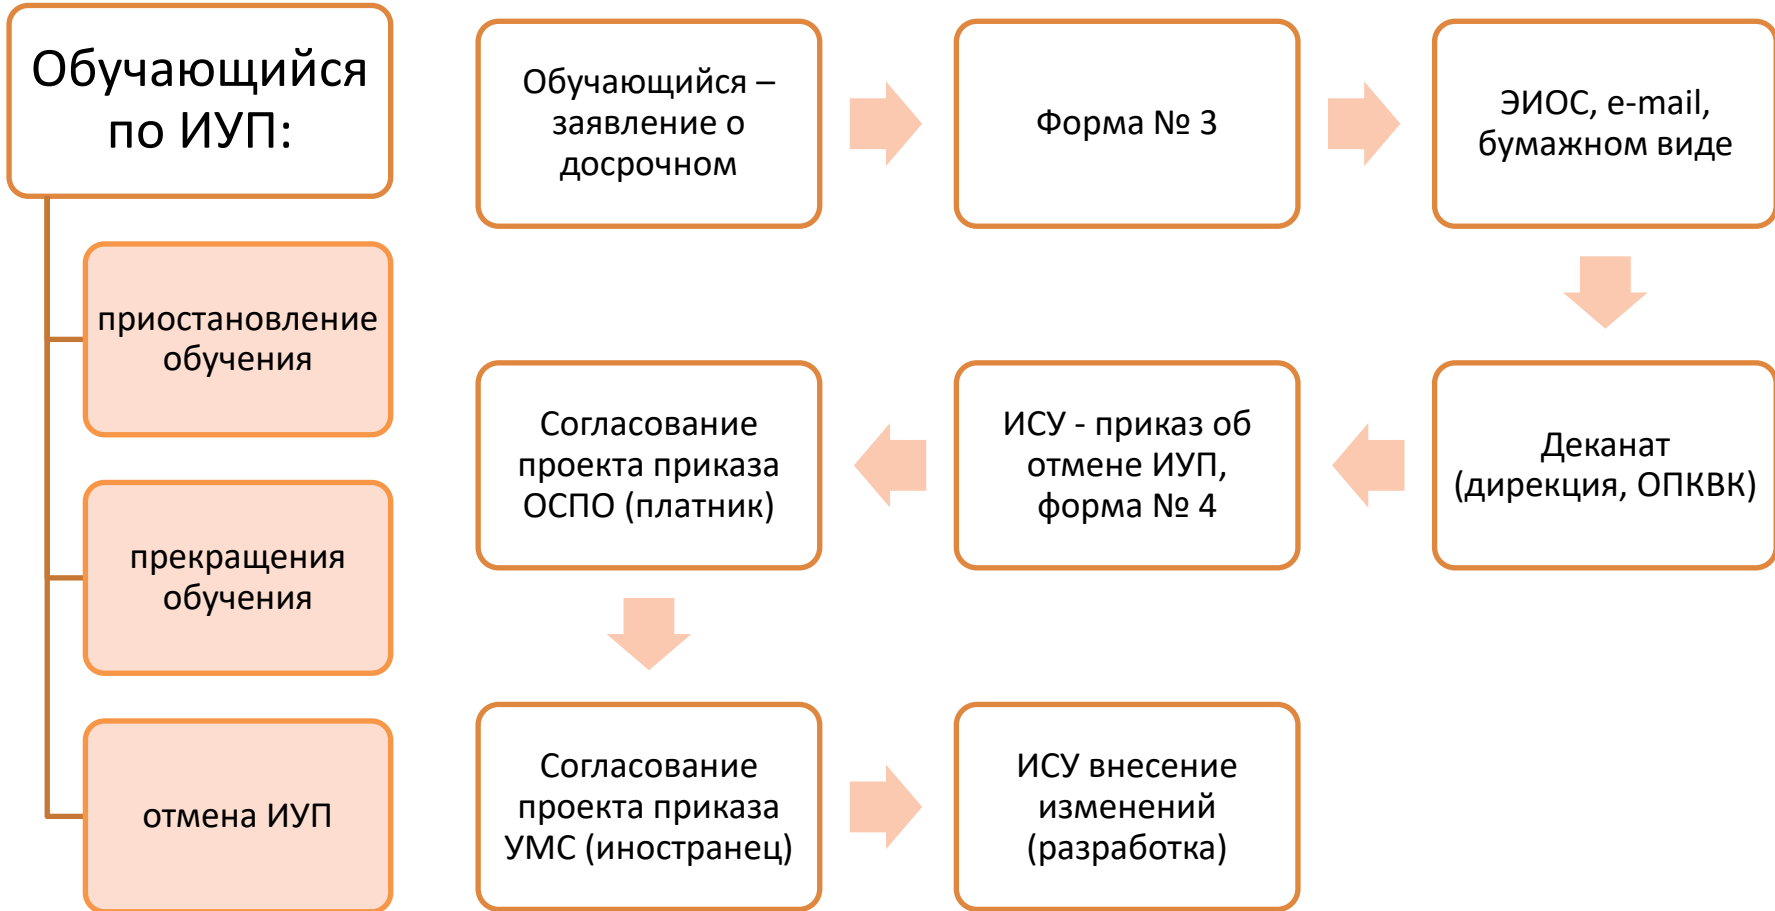 Обучающийся
по ИУП:
приостановление
обучения
прекращения
обучения
отмена ИУП
Обучающийся –
заявление о
досрочном
Форма № 3
ЭИОС, e-mail,
бумажном виде
Деканат
(дирекция, ОПКВК)
ИСУ - приказ об
отмене ИУП,
форма № 4
Согласование
проекта приказа
ОСПО (платник)
Согласование
проекта приказа
УМС (иностранец)
ИСУ внесение
изменений
(разработка)